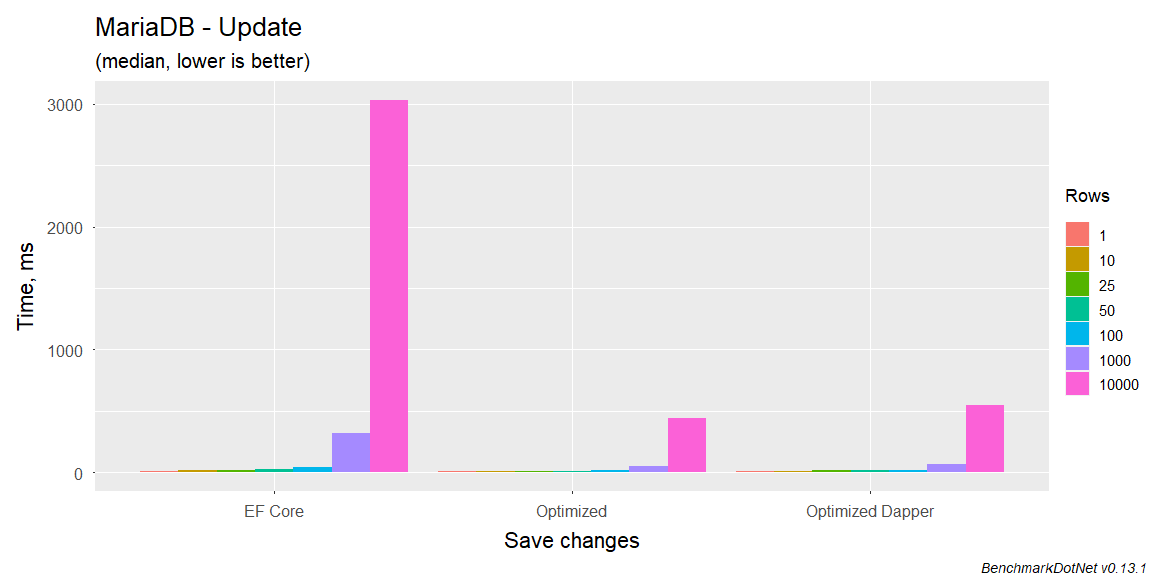 MariaDB - Update
(median, lower is better)
Time, ms
3000
2000
1000
0
EF Core
Optimized
Optimized Dapper
Save changes
Rows
1
10
25
50
100
1000
10000
BenchmarkDotNet v0.13.1